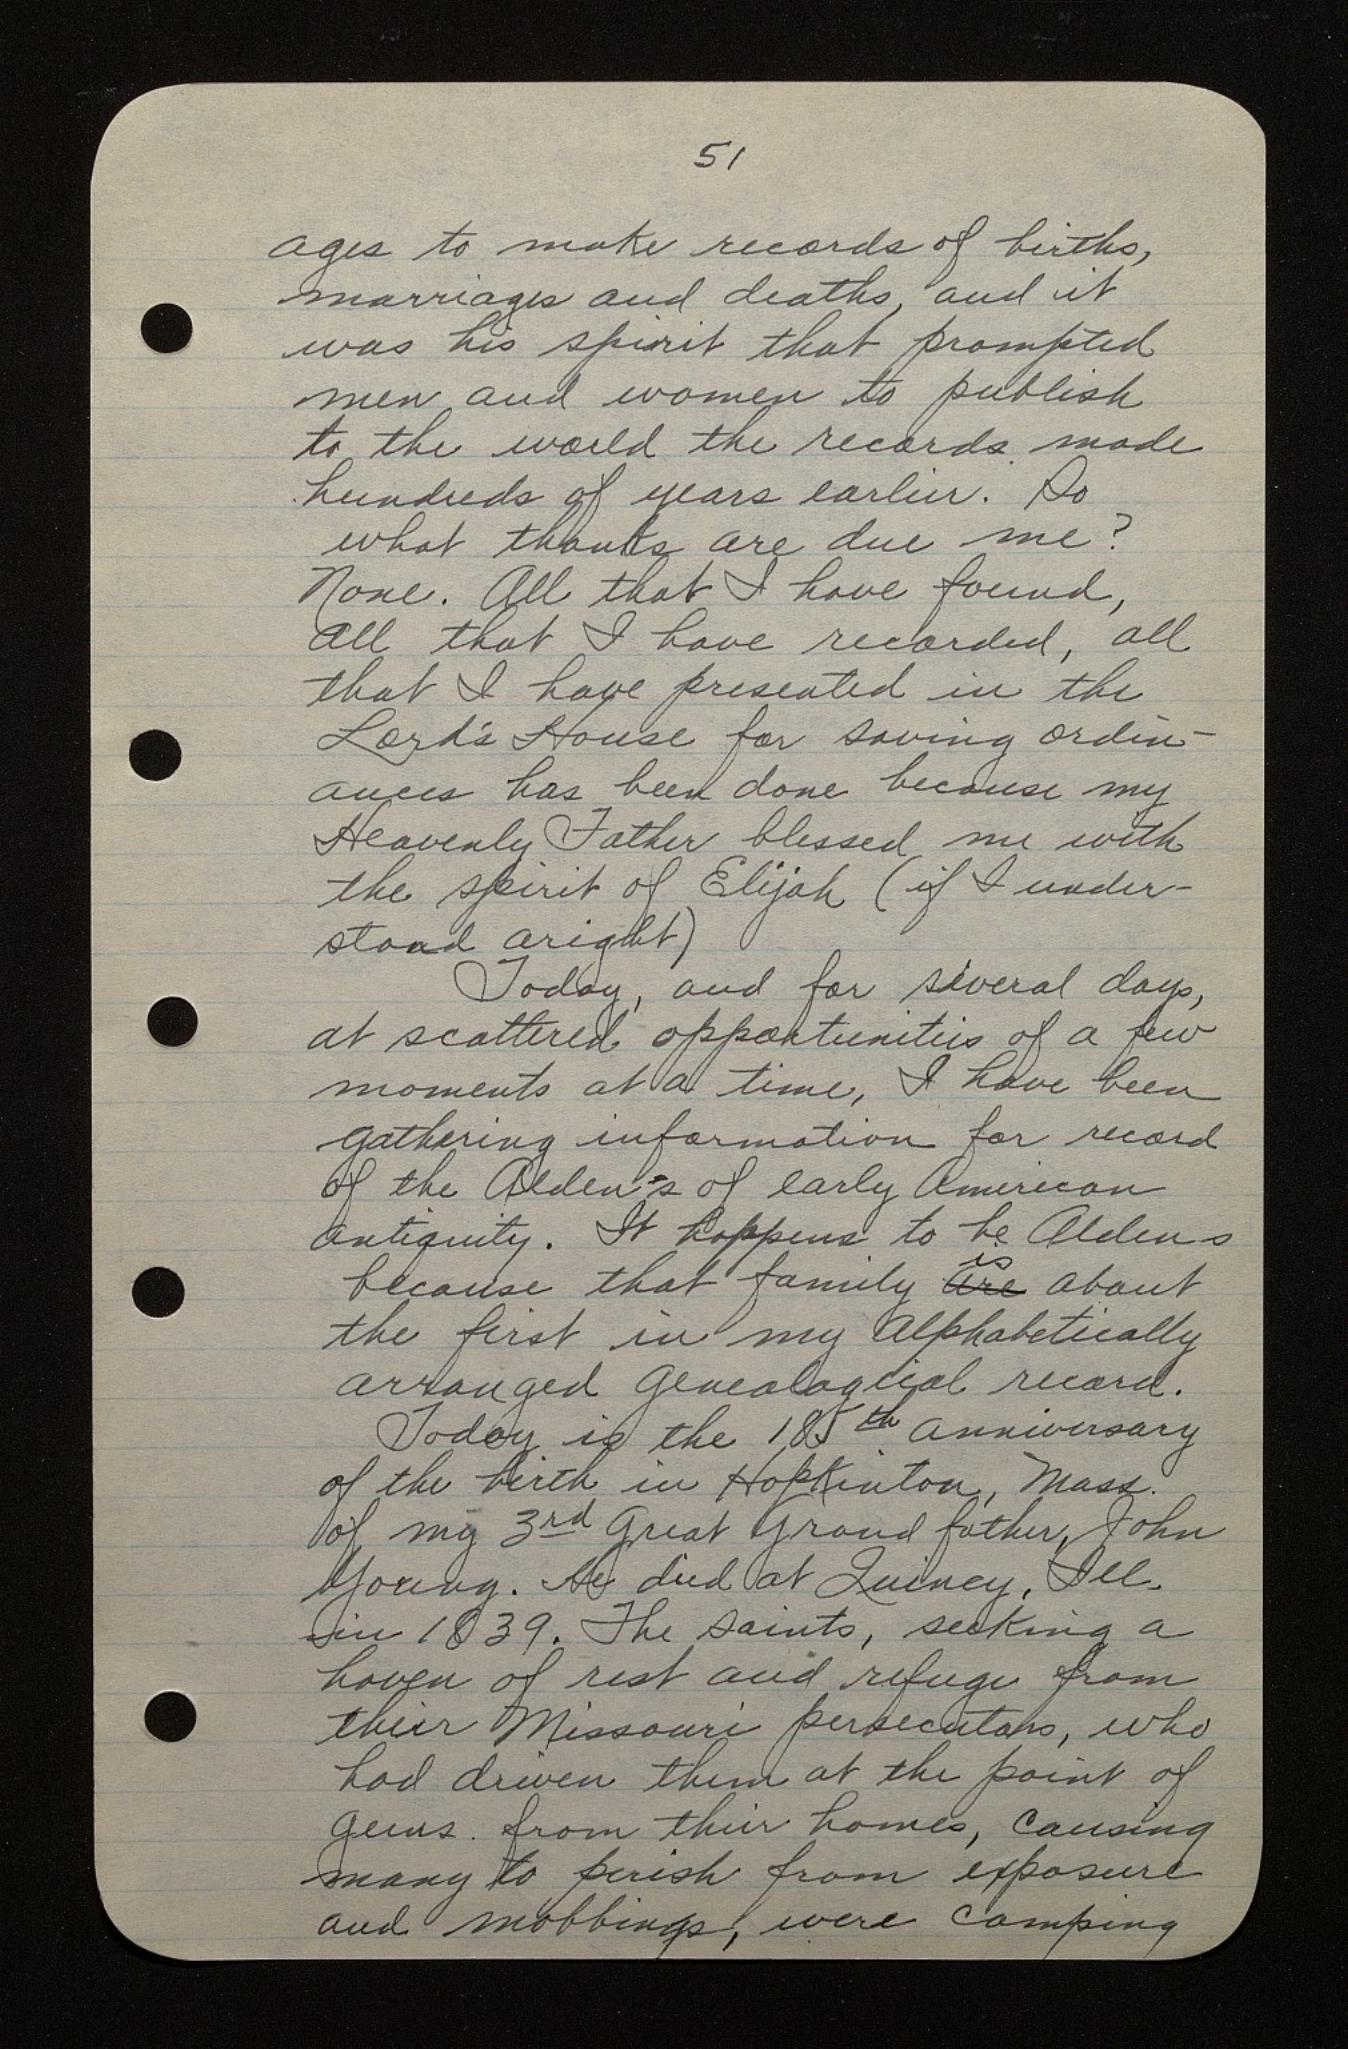 51
ages to make records of births,
marriages and deaths, and it
was his spirit that prompted
men and women to publish
to the world the records made
hundreds of years earlier. So
what thanks are due me?
None. All that I have found,
all that I have recorded, all
that I have presented in the
Lord's House for saving ordin-
ances has been done because my
Heavenly Father blessed me with
the spirit of Elijah (if I under-
stand aright)
Today, and for several days,
at scattered opportunities of a few
moments at a time, I have been
gathering information for record
of the Alden's of early American
antiquity. It happens to be Aldens
because that family is are about
the first in my alphabetically
arranged genealogical record.
Today is the 185th anniversary
of the birth in Hopkinton, Mass.
of my 3rd Great Grand father, John
Young. He died at Quincy, Ill.
in 1839. The saints, seeking a
haven of rest and refuge from
their Missouri persecutors, who
had driven them at the point of
guns from their homes, causing
many to perish from exposure
and mobbings, were camping